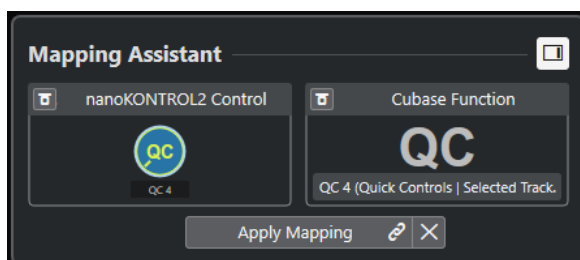 Mapping Assistant
nanoKONTROL2 Control
QC
QC 4
Cubase Function
QC
QC 4 (Quick Controls | Selected Track.
Apply Mapping